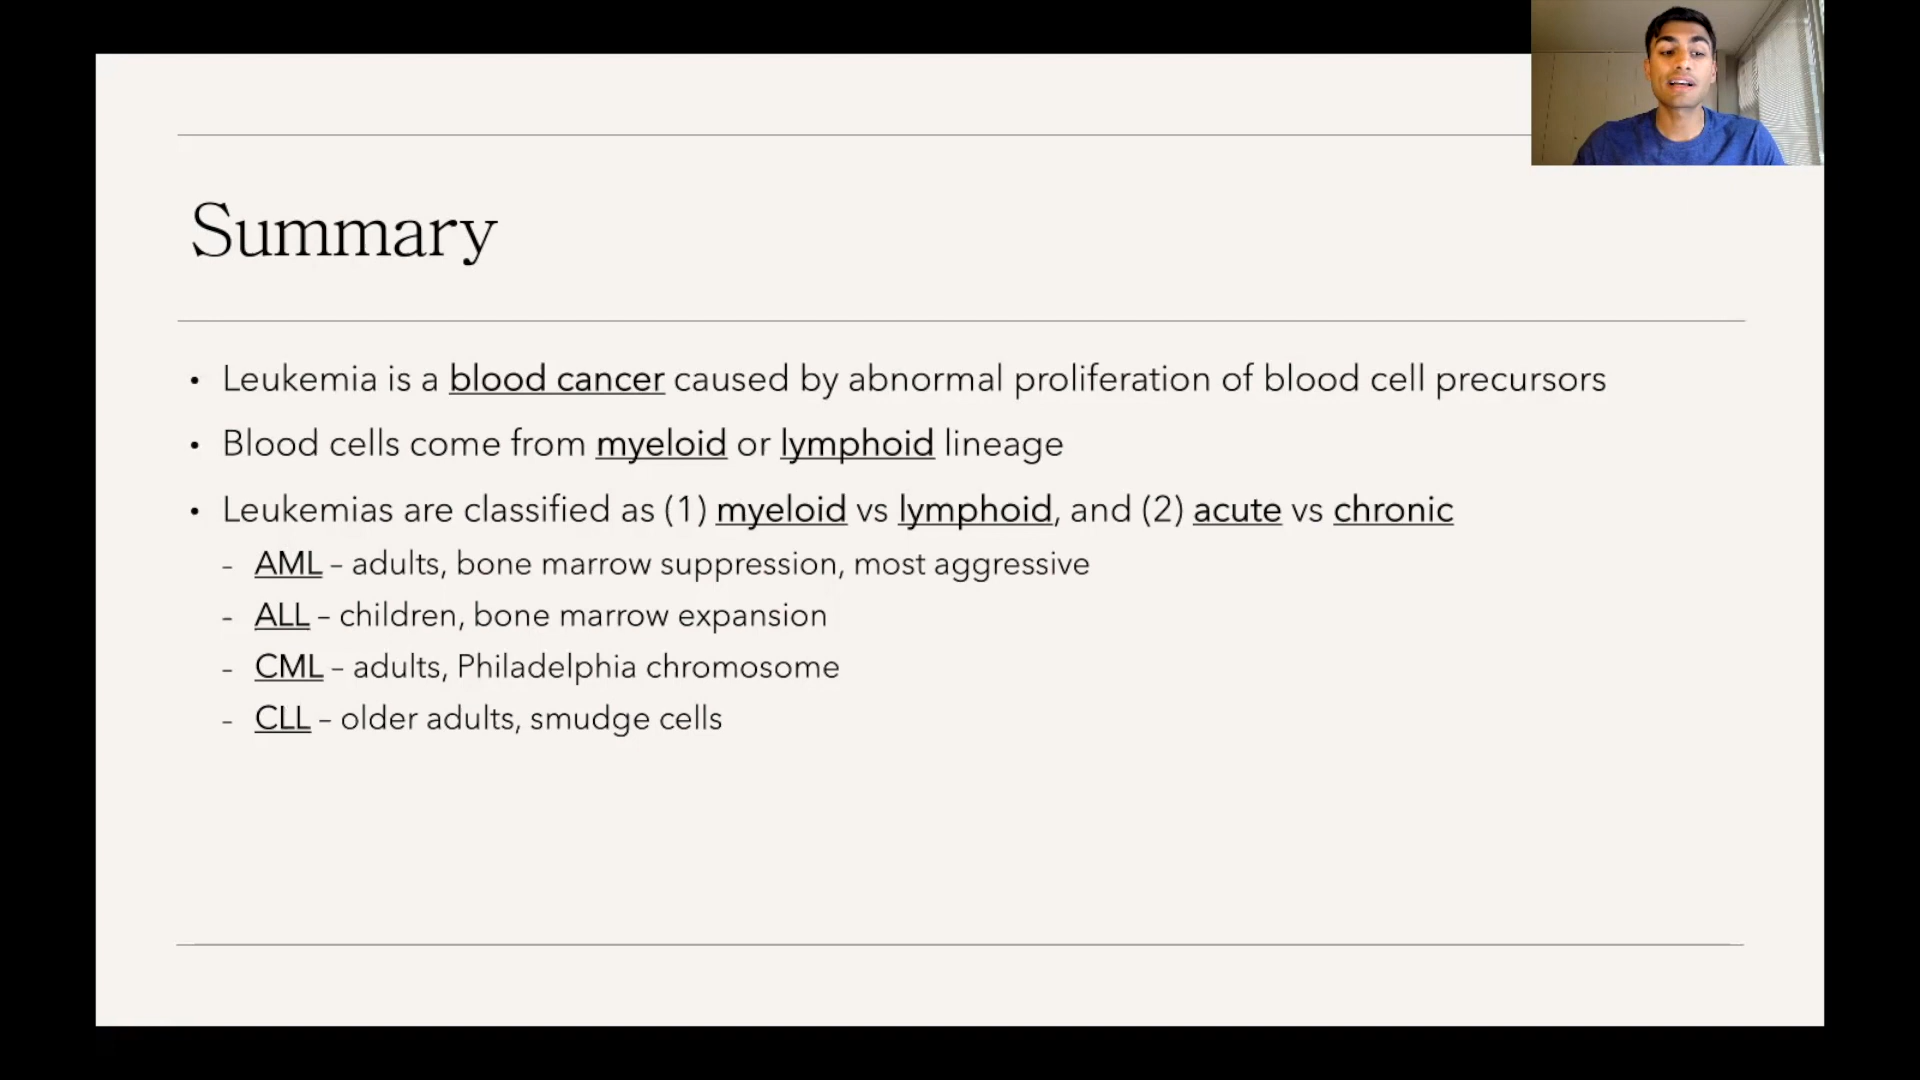 Summary
• Leukemia is a blood cancer caused by abnormal proliferation of blood cell precursors
• Blood cells come from myeloid or lymphoid lineage
• Leukemias are classified as (1) myeloid vs lymphoid, and (2) acute vs chronic
- AML – adults, bone marrow suppression, most aggressive
- ALL – children, bone marrow expansion
- CML – adults, Philadelphia chromosome
- CLL – older adults, smudge cells